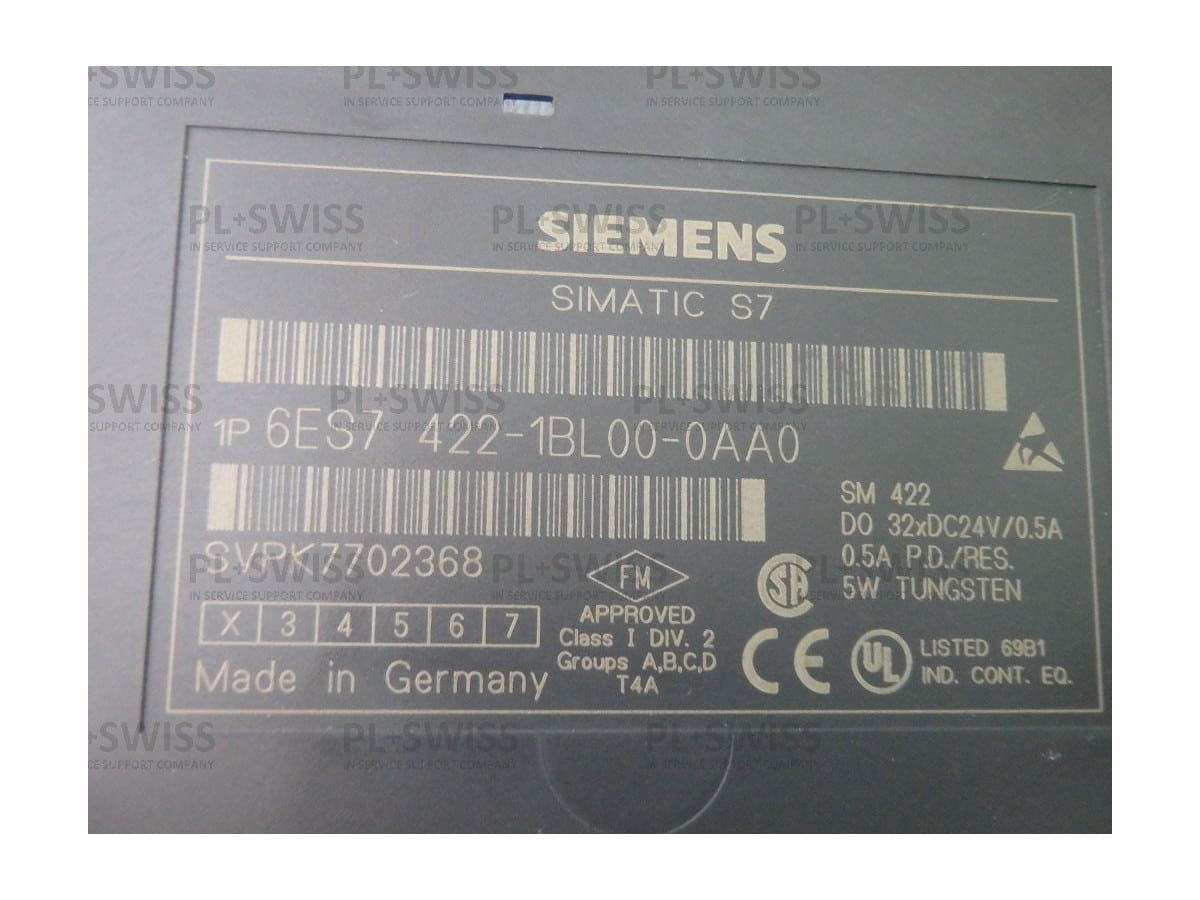 PL+SWISS
IN SERVICE SUPPORT COMPANY
SIEMENS
SIMATIC S7
1P 6ES7 422-1BL00-0AA0
SVPK7702368
SM 422
DO 32xDC24V/0.5A
0.5A P.D./RES.
5W TUNGSTEN
X 3 4 5 6 7
Made in Germany
FM
APPROVED
Class I DIV. 2
Groups A,B,C,D
T4A
SA
CE
UL
LISTED 69B1
IND. CONT. EQ.